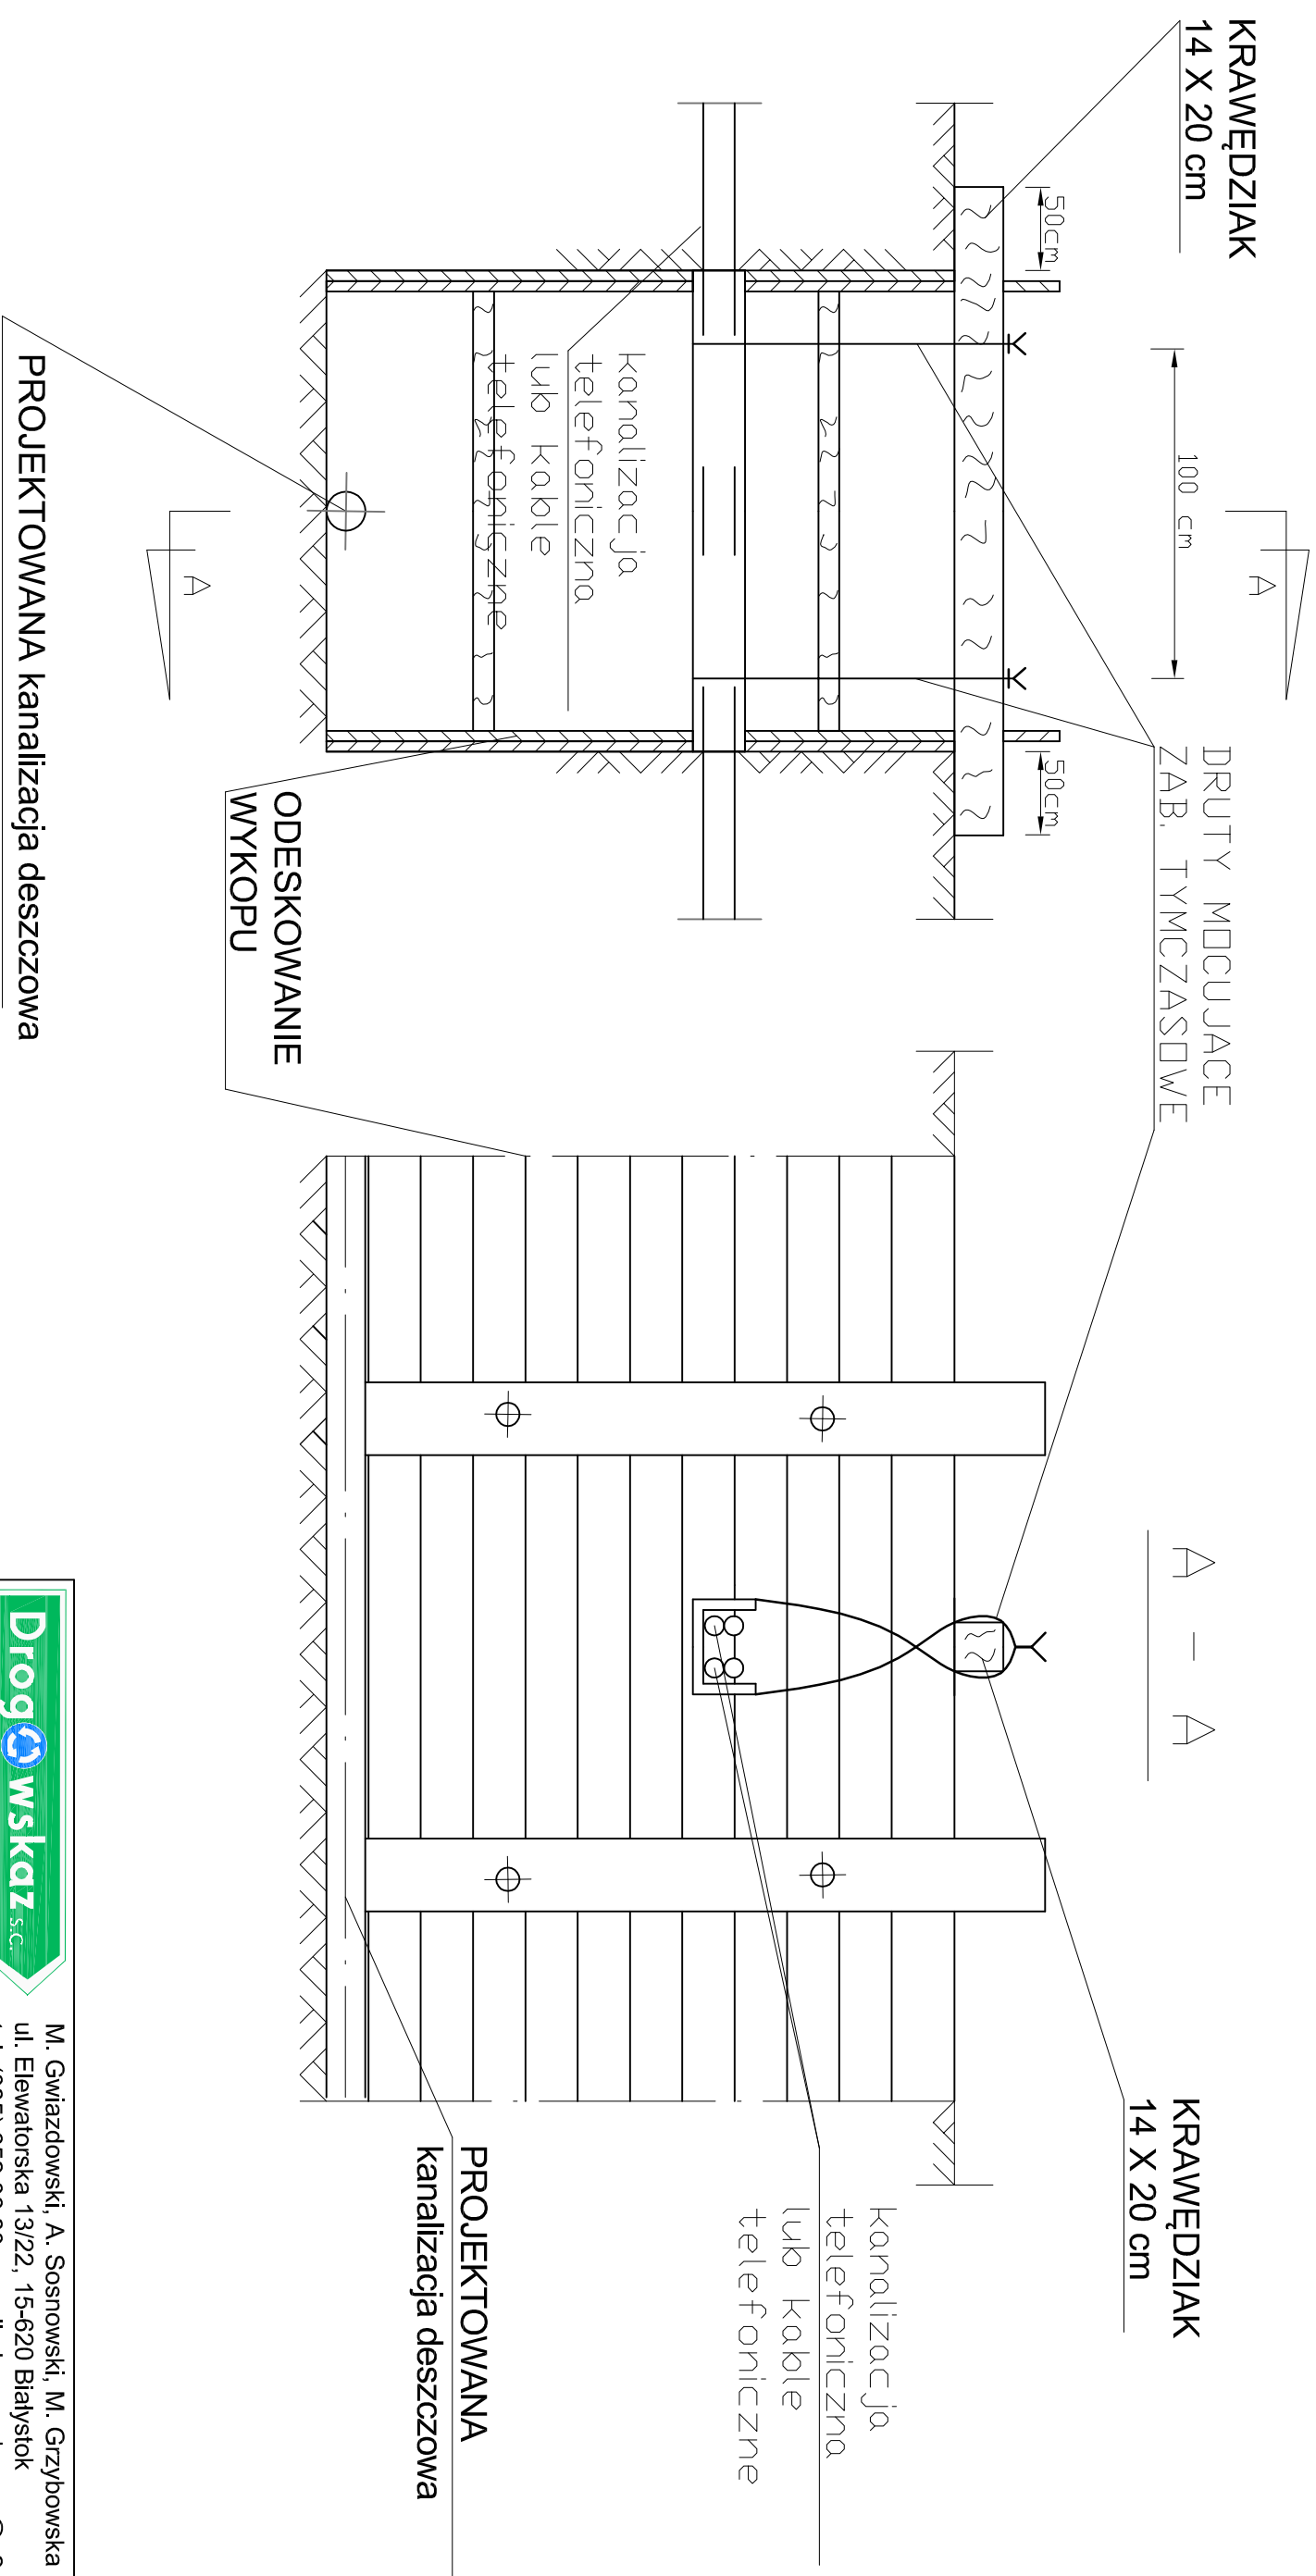 KRAWĘDZIAK
14 X 20 cm
50cm
100 cm
50cm
A
A
DRUTY MOCUJACE
ZAB. TYMCZASOWE
kanalizacja
telefoniczna
lub kable
telefoniczne
ODESKOWANIE
WYKOPU
PROJEKTOWANA kanalizacja deszczowa
A - A
KRAWĘDZIAK
14 X 20 cm
kanalizacja
telefoniczna
lub kable
telefoniczne
PROJEKTOWANA
kanalizacja deszczowa
Drogowskaz s.c.
M. Gwiazdowski, A. Sosnowski, M. Grzybowska
ul. Elewatorska 13/22, 15-620 Białystok